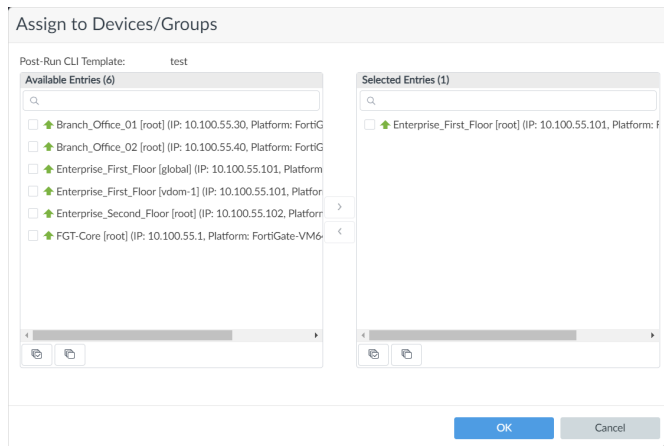 Assign to Devices/Groups
Post-Run CLI Template: test
Available Entries (6)
Branch_Office_01 [root] (IP: 10.100.55.30, Platform: FortiG
Branch_Office_02 [root] (IP: 10.100.55.40, Platform: FortiG
Enterprise_First_Floor [global] (IP: 10.100.55.101, Platform
Enterprise_First_Floor [vdom-1] (IP: 10.100.55.101, Platfor
Enterprise_Second_Floor [root] (IP: 10.100.55.102, Platforr
FGT-Core [root] (IP: 10.100.55.1, Platform: FortiGate-VM64
Selected Entries (1)
Enterprise_First_Floor [root] (IP: 10.100.55.101, Platform: F
OK
Cancel